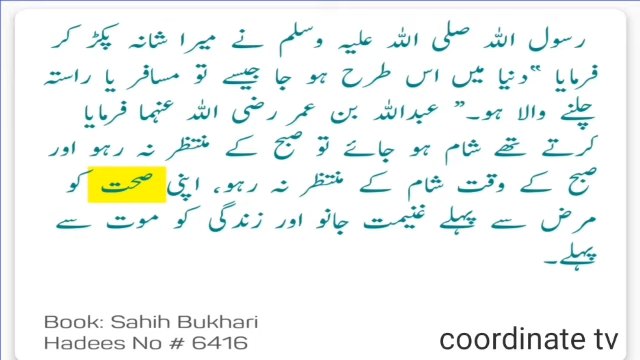 رسول اللہ صلی اللہ علیہ وسلم نے میرا شانہ پکڑ کر
فرمایا ”دنیا میں اس طرح ہو جا جیسے تو مسافر یا راستہ
چلنے والا ہو۔“ عبداللہ بن عمر رضی اللہ عنہما فرمایا
کرتے تھے شام ہو جائے تو صبح کے منتظر نہ رہو اور
صبح کے وقت شام کے منتظر نہ رہو، اپنی صحت کو
مرض سے پہلے غنیمت جانو اور زندگی کو موت سے
پہلے۔
Book: Sahih Bukhari
Hadees No # 6416
coordinate tv